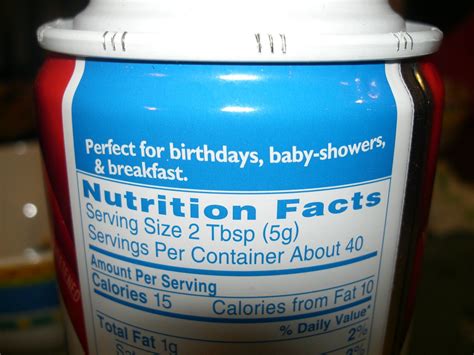 Perfect for birthdays, baby-showers,
& breakfast.
Nutrition Facts
Serving Size 2 Tbsp (5g)
Servings Per Container About 40
Amount Per Serving
Calories 15 Calories from Fat 10
% Daily Value*
Total Fat 1g 2%